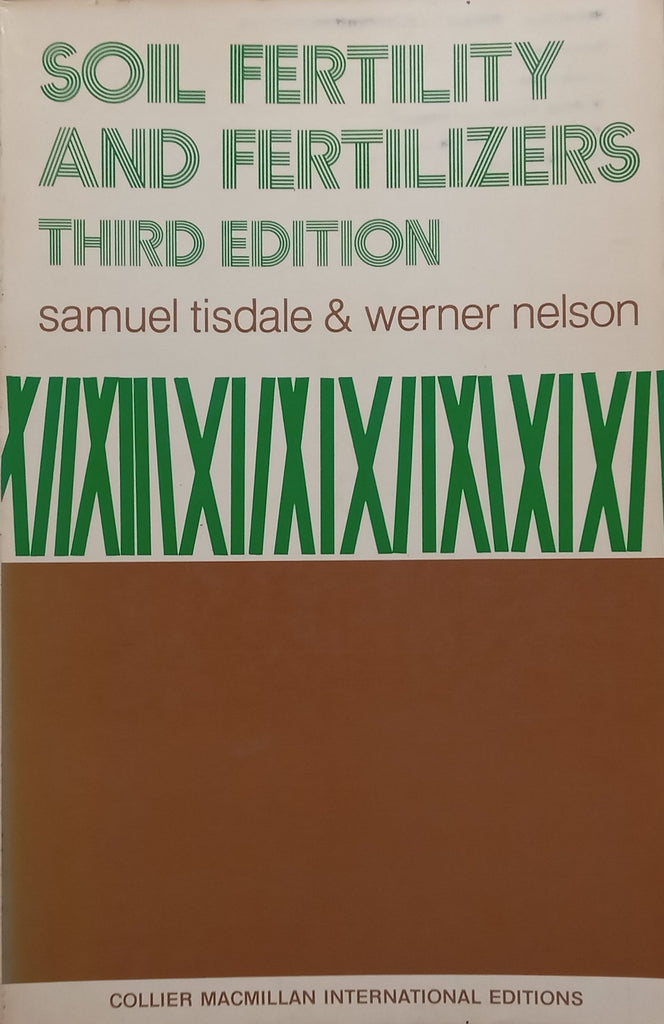 SOIL FERTILITY
AND FERTILIZERS
THIRD EDITION
samuel tisdale & werner nelson
COLLIER MACMILLAN INTERNATIONAL EDITIONS